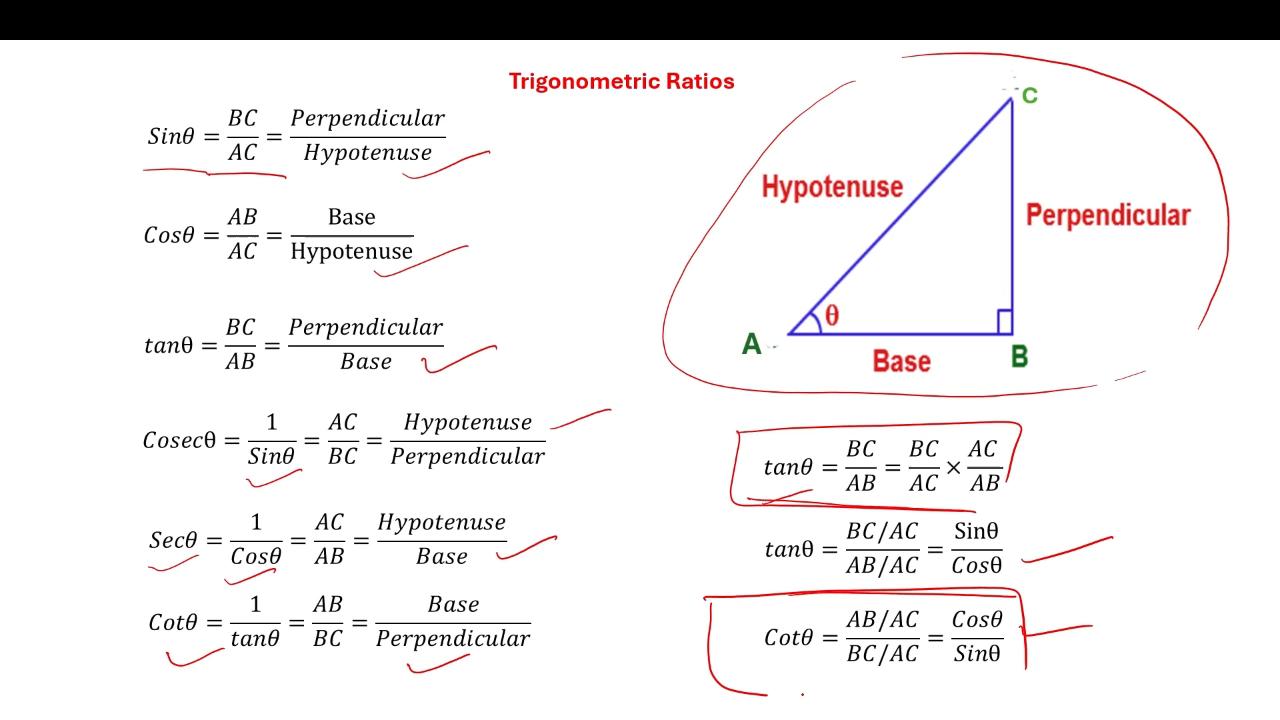 Trigonometric Ratios
Sinθ = BC/AC = Perpendicular/Hypotenuse
Cosθ = AB/AC = Base/Hypotenuse
tanθ = BC/AB = Perpendicular/Base
Cosecθ = 1/Sinθ = AC/BC = Hypotenuse/Perpendicular
Secθ = 1/Cosθ = AC/AB = Hypotenuse/Base
Cotθ = 1/tanθ = AB/BC = Base/Perpendicular
C
Hypotenuse
Perpendicular
θ
A
B
Base
tanθ = BC/AB = BC/AC × AC/AB
tanθ = (BC/AC)/(AB/AC) = Sinθ/Cosθ
Cotθ = (AB/AC)/(BC/AC) = Cosθ/Sinθ